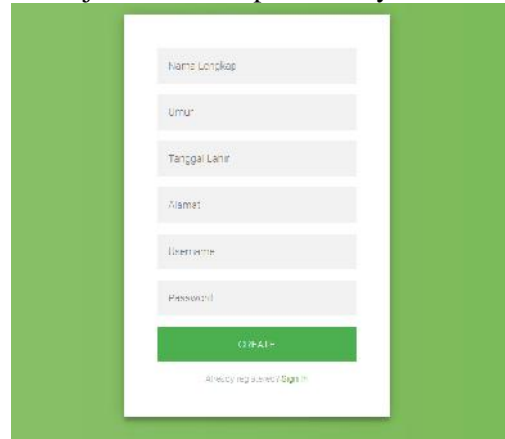 Nama Lengkap
Umur
Tanggal Lahir
Alamat
Username
Password
CREATE
Already registered? Sign In